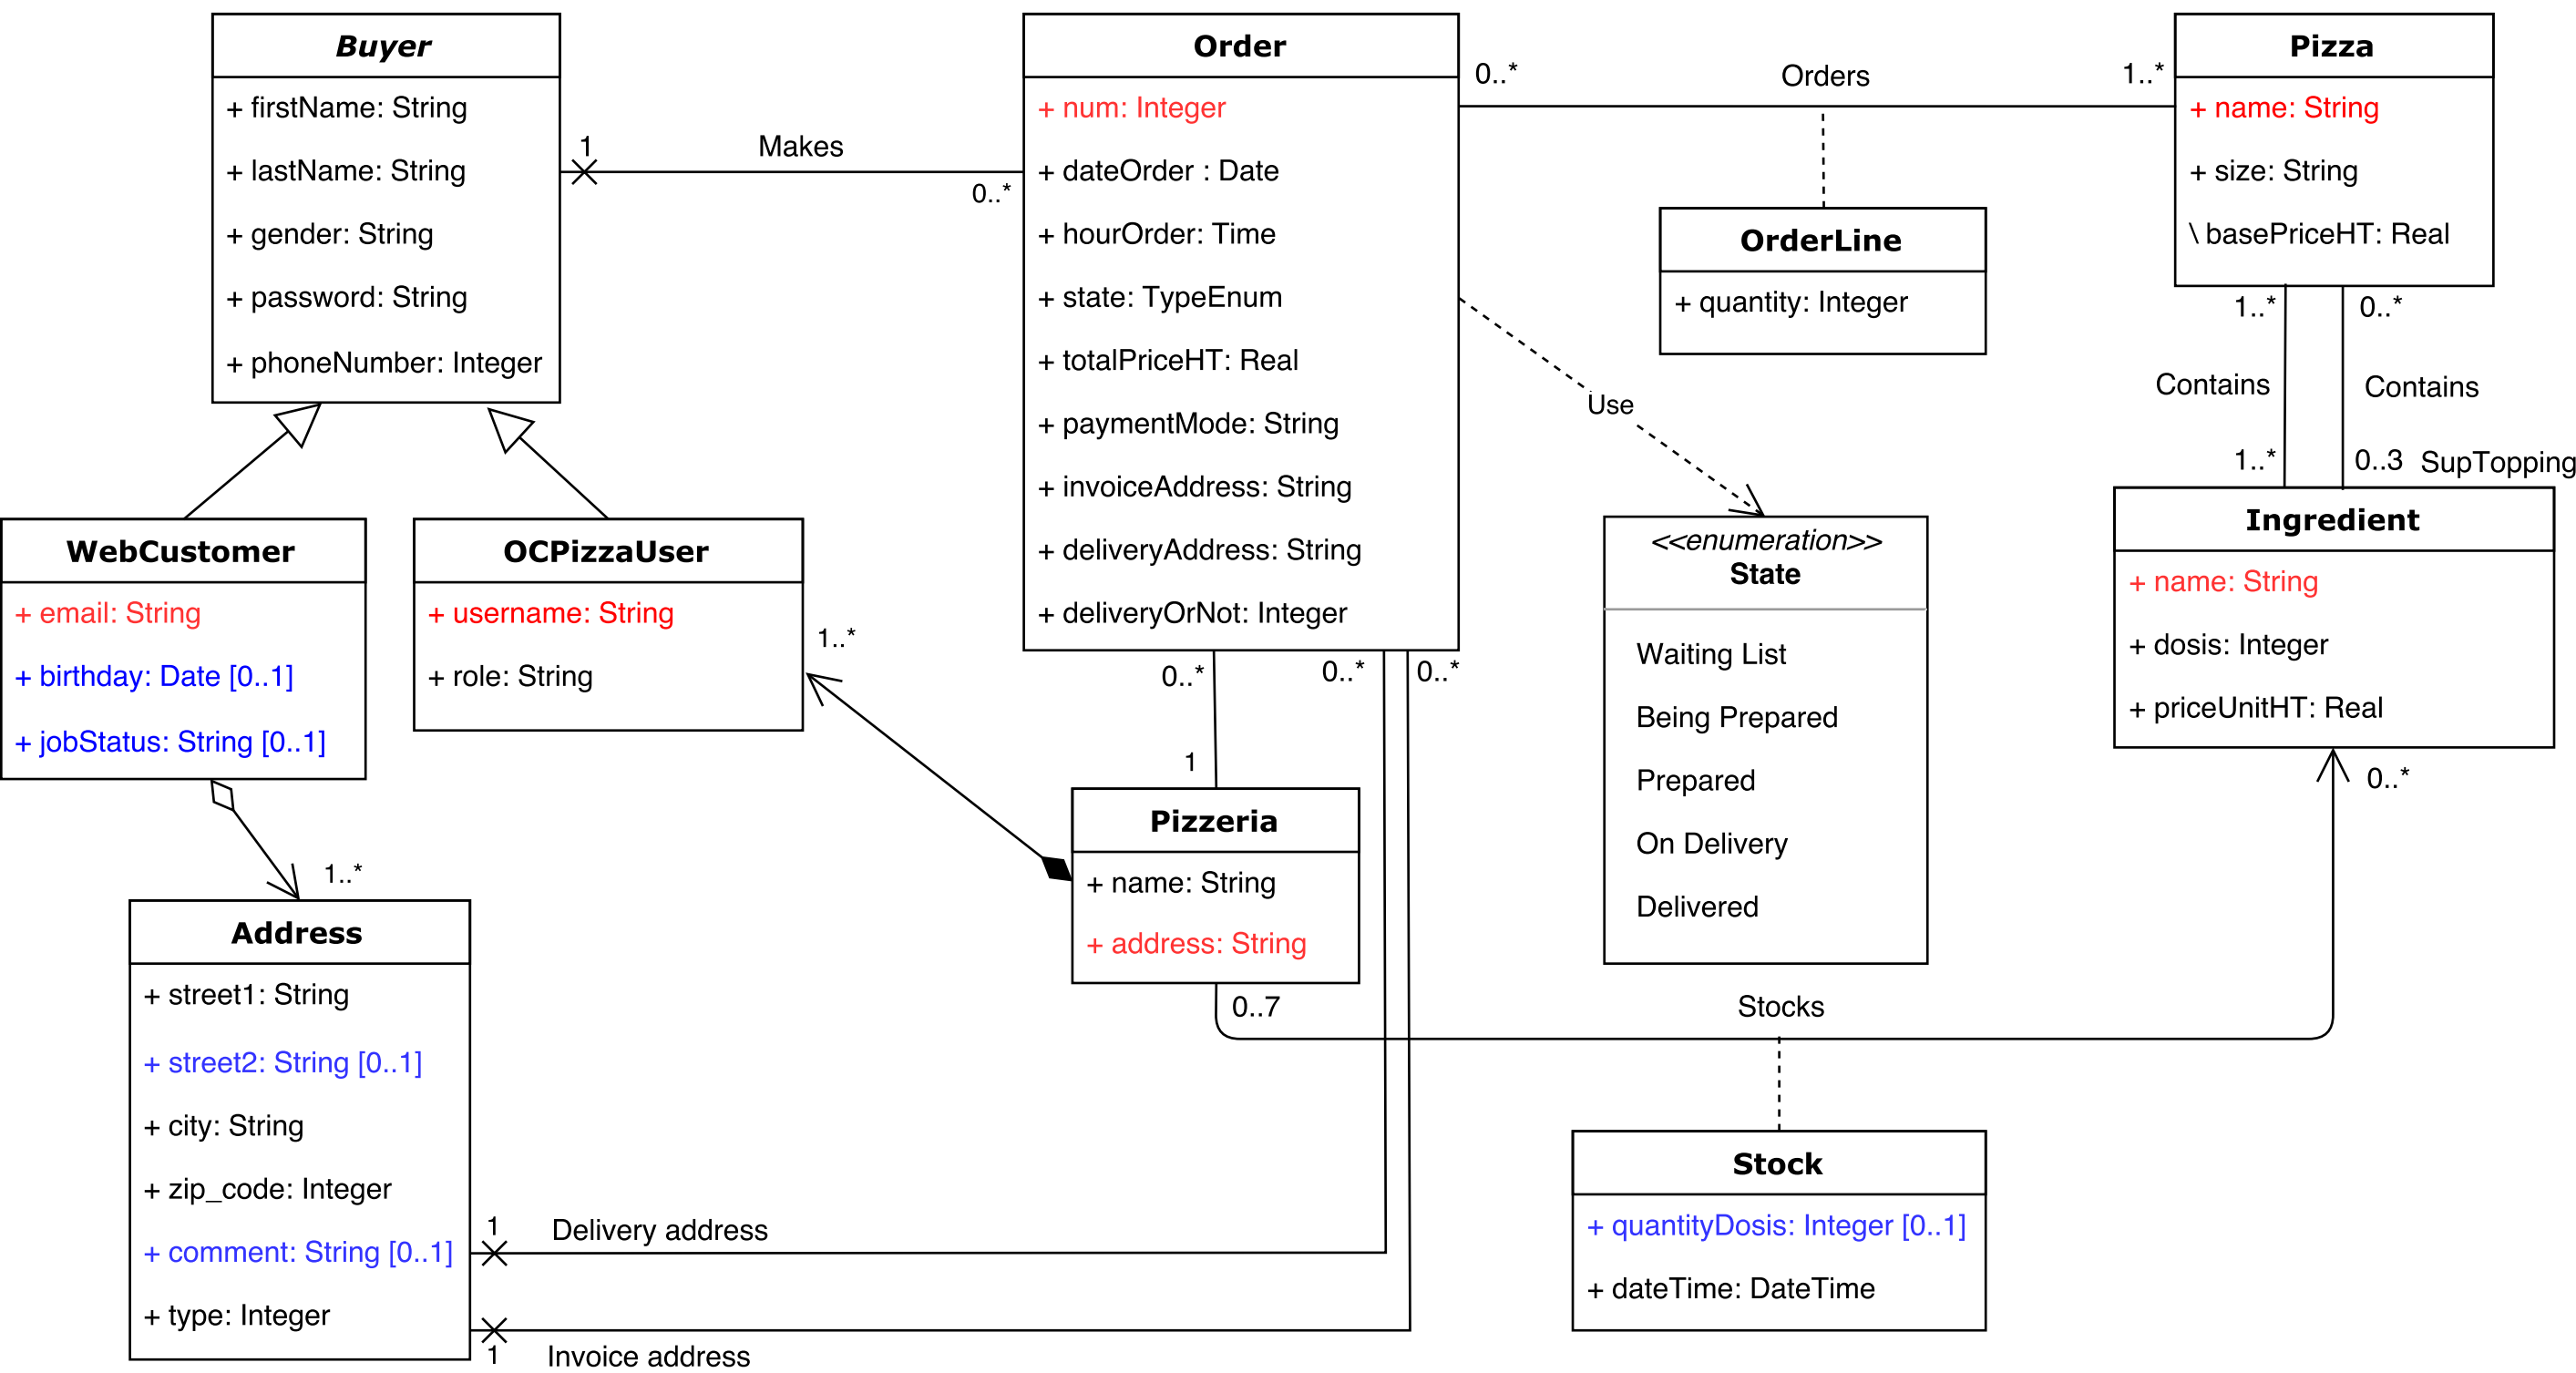 Buyer
+ firstName: String
+ lastName: String
+ gender: String
+ password: String
+ phoneNumber: Integer
1
Makes
0..*
Order
+ num: Integer
+ dateOrder : Date
+ hourOrder: Time
+ state: TypeEnum
+ totalPriceHT: Real
+ paymentMode: String
+ invoiceAddress: String
+ deliveryAddress: String
+ deliveryOrNot: Integer
0..*
Orders
1..*
Pizza
+ name: String
+ size: String
\ basePriceHT: Real
OrderLine
+ quantity: Integer
Use
1..*
0..*
Contains
Contains
1..*
0..3
SupTopping
WebCustomer
+ email: String
+ birthday: Date [0..1]
+ jobStatus: String [0..1]
OCPizzaUser
+ username: String
+ role: String
1..*
<<enumeration>>
State
Waiting List
Being Prepared
Prepared
On Delivery
Delivered
Ingredient
+ name: String
+ dosis: Integer
+ priceUnitHT: Real
0..*
0..*
0..*
0..*
1
Pizzeria
+ name: String
+ address: String
0..7
Stocks
1..*
Address
+ street1: String
+ street2: String [0..1]
+ city: String
+ zip_code: Integer
+ comment: String [0..1]
+ type: Integer
1
Delivery address
1
Invoice address
Stock
+ quantityDosis: Integer [0..1]
+ dateTime: DateTime